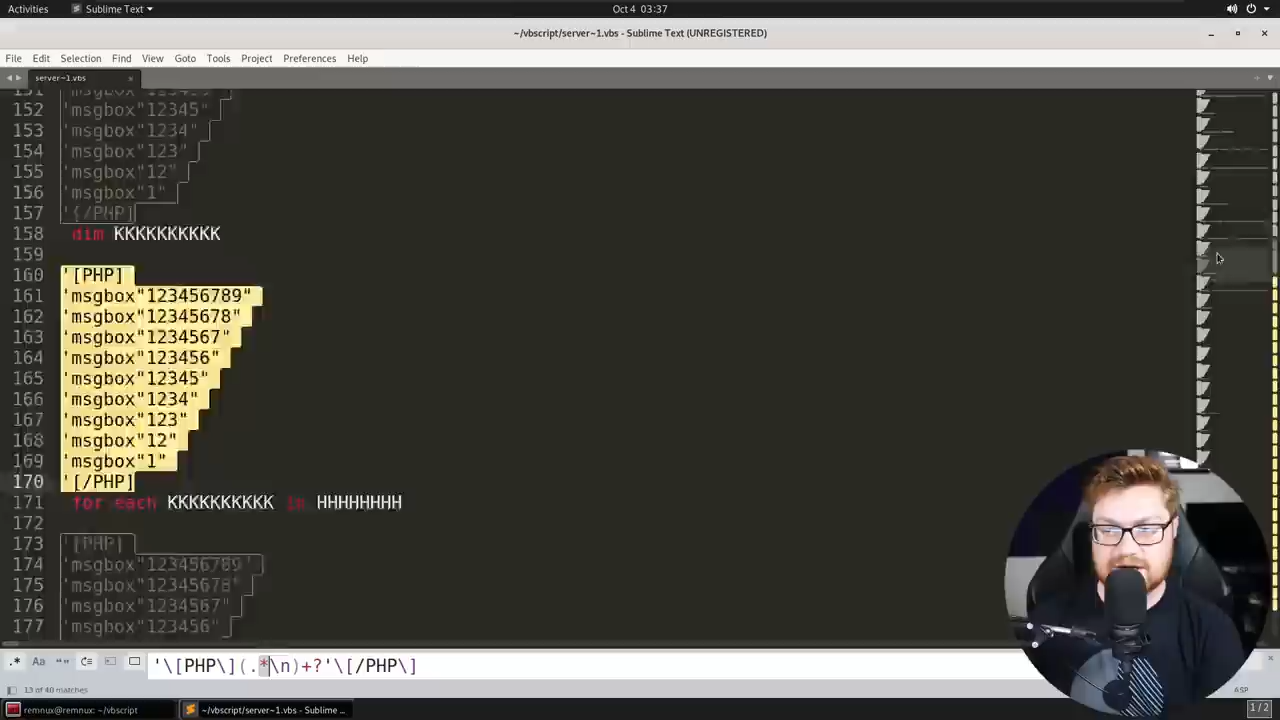 Activities Sublime Text Oct 4 03:37
~/vbscript/server~1.vbs - Sublime Text (UNREGISTERED)
File Edit Selection Find View Goto Tools Project Preferences Help
server~1.vbs
151
152 'msgbox"12345"
153 'msgbox"1234"
154 'msgbox"123"
155 'msgbox"12"
156 'msgbox"1"
157 '[/PHP]
158 dim KKKKKKKKKK
159
160 '[PHP]
161 'msgbox"123456789"
162 'msgbox"12345678"
163 'msgbox"1234567"
164 'msgbox"123456"
165 'msgbox"12345"
166 'msgbox"1234"
167 'msgbox"123"
168 'msgbox"12"
169 'msgbox"1"
170 '[/PHP]
171 for each KKKKKKKKKK in HHHHHHHH
172
173 '[PHP]
174 'msgbox"123456789"
175 'msgbox"12345678"
176 'msgbox"1234567"
177 'msgbox"123456"
.* Aa “”
'\[PHP\](.*\n)+?'\[/PHP\]
13 of 40 matches ASP
remnux@remnux: ~/vbscript ~/vbscript/server~1.vbs - Sublime ... 1 / 2